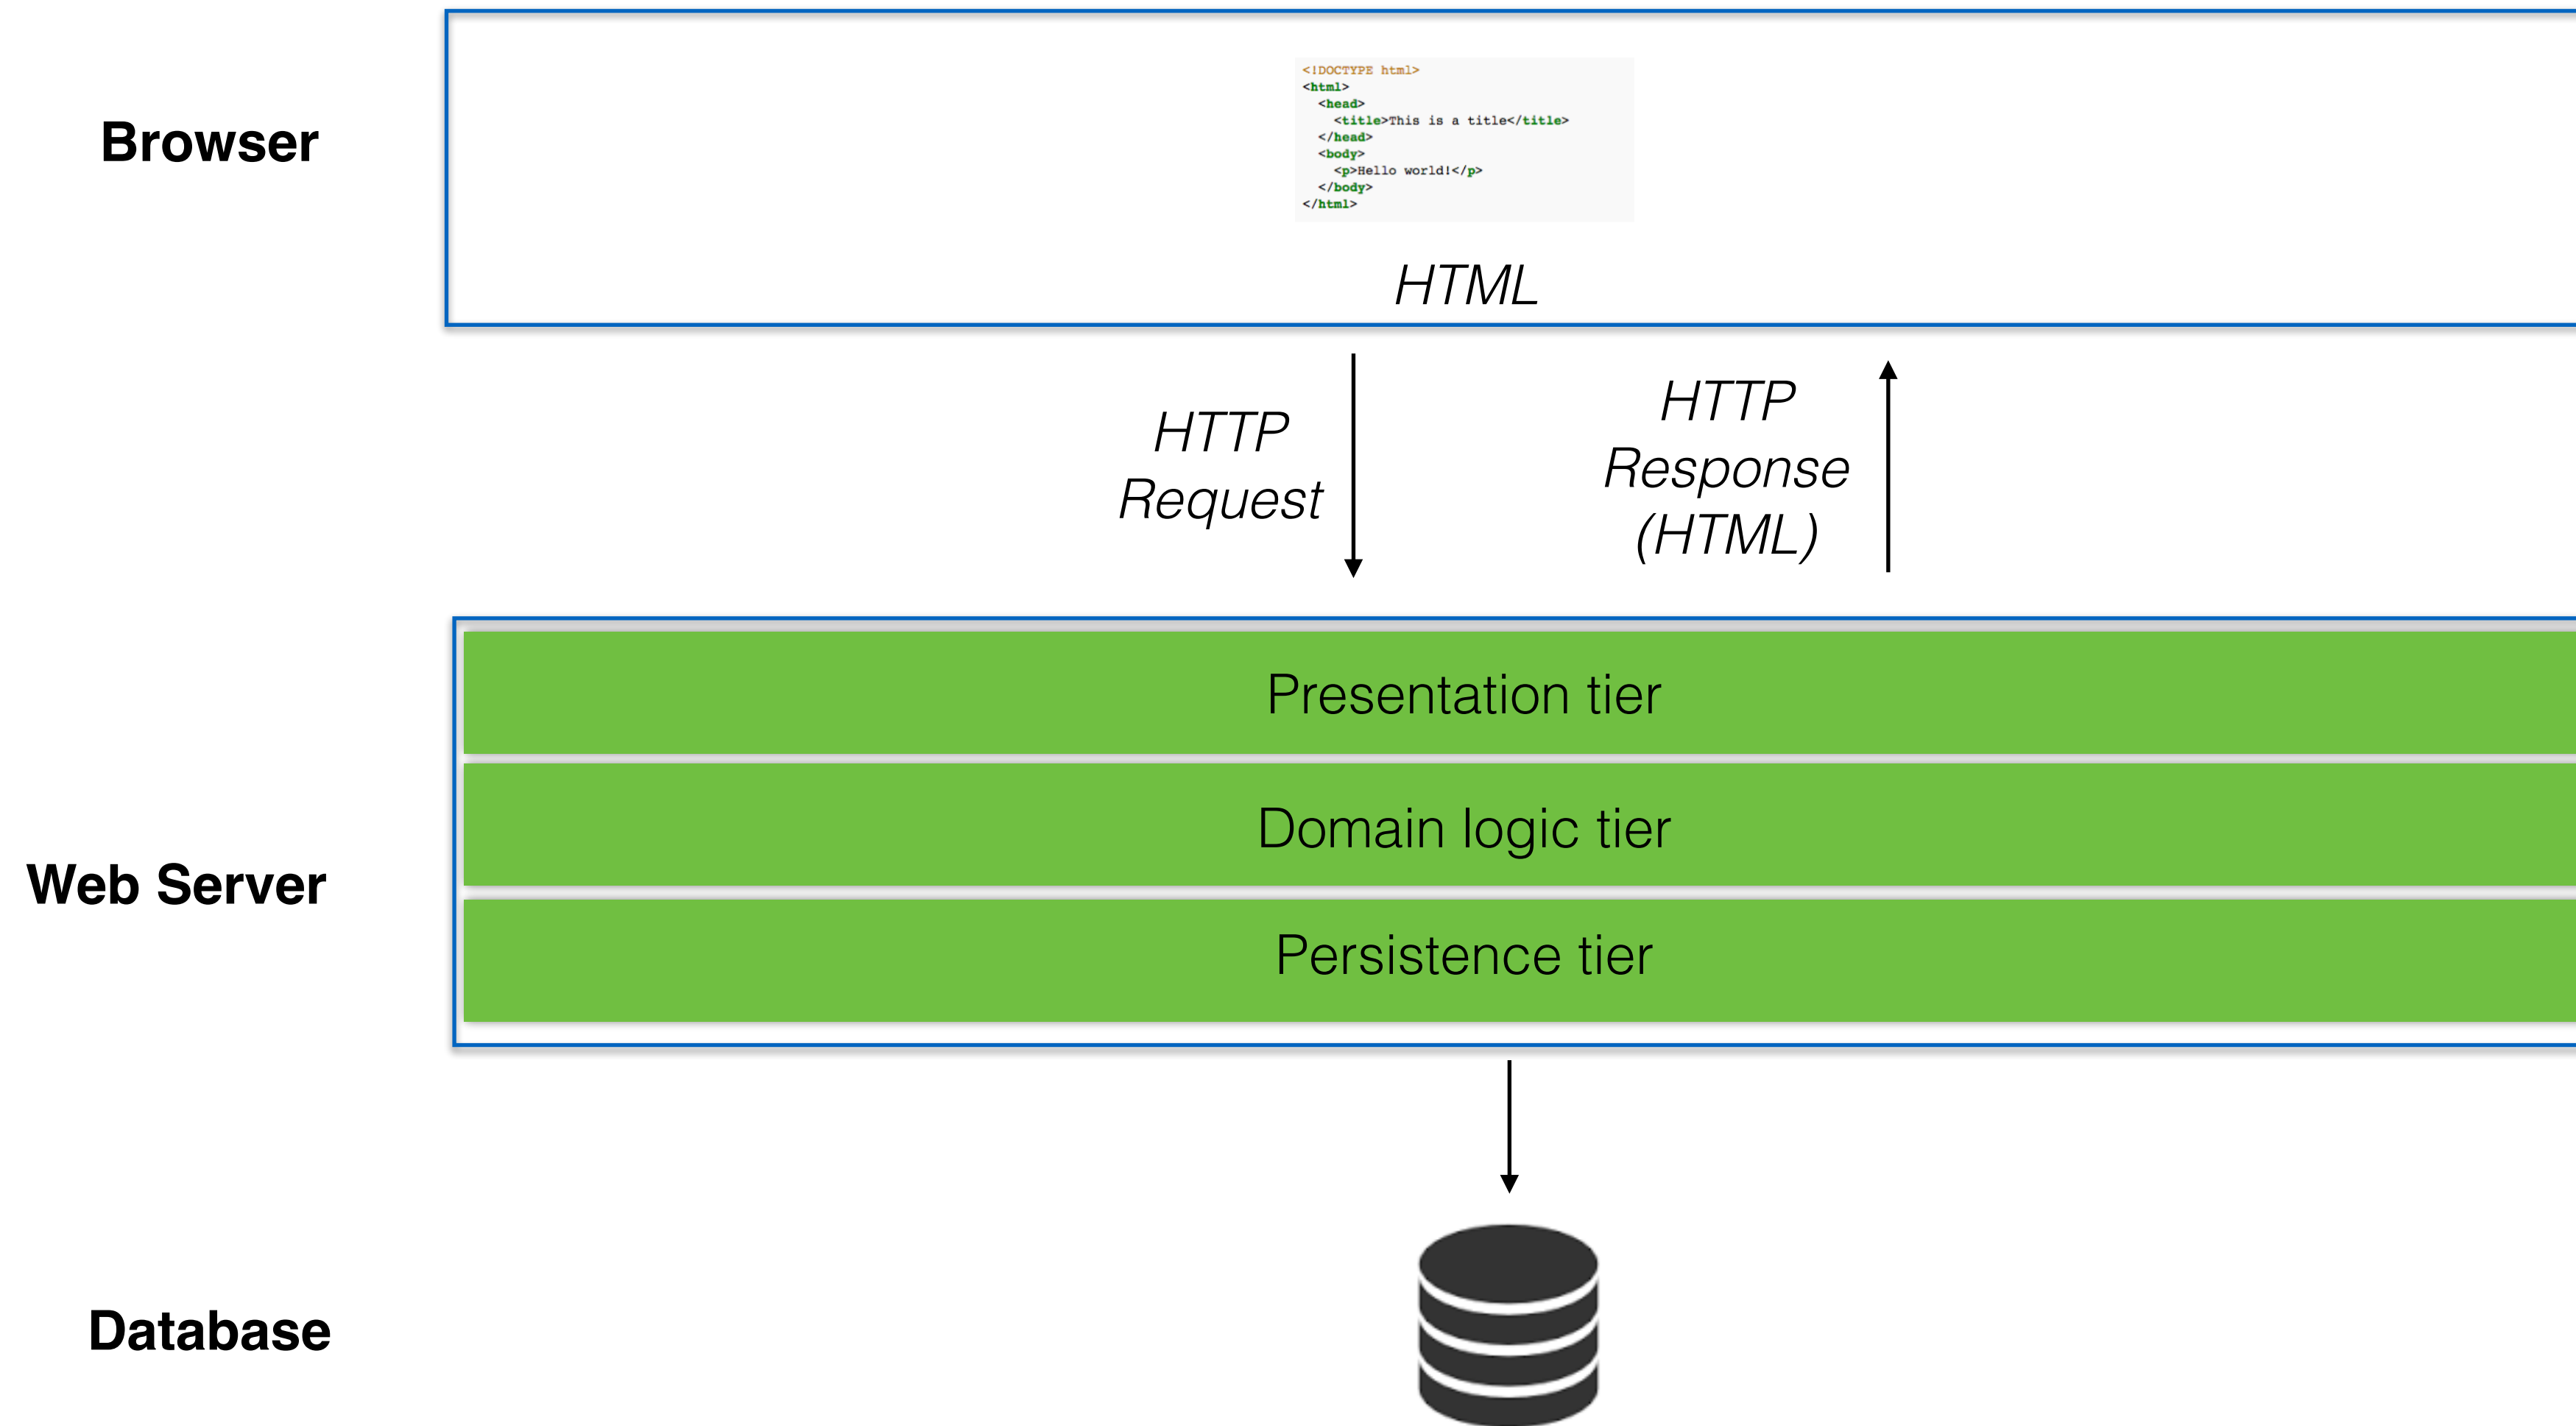 Browser
<!DOCTYPE html>
<html>
  <head>
    <title>This is a title</title>
  </head>
  <body>
    <p>Hello world!</p>
  </body>
</html>
HTML
HTTP
Request
HTTP
Response
(HTML)
Web Server
Presentation tier
Domain logic tier
Persistence tier
Database